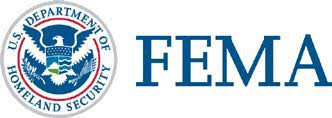 U.S. DEPARTMENT OF
HOMELAND SECURITY
FEMA